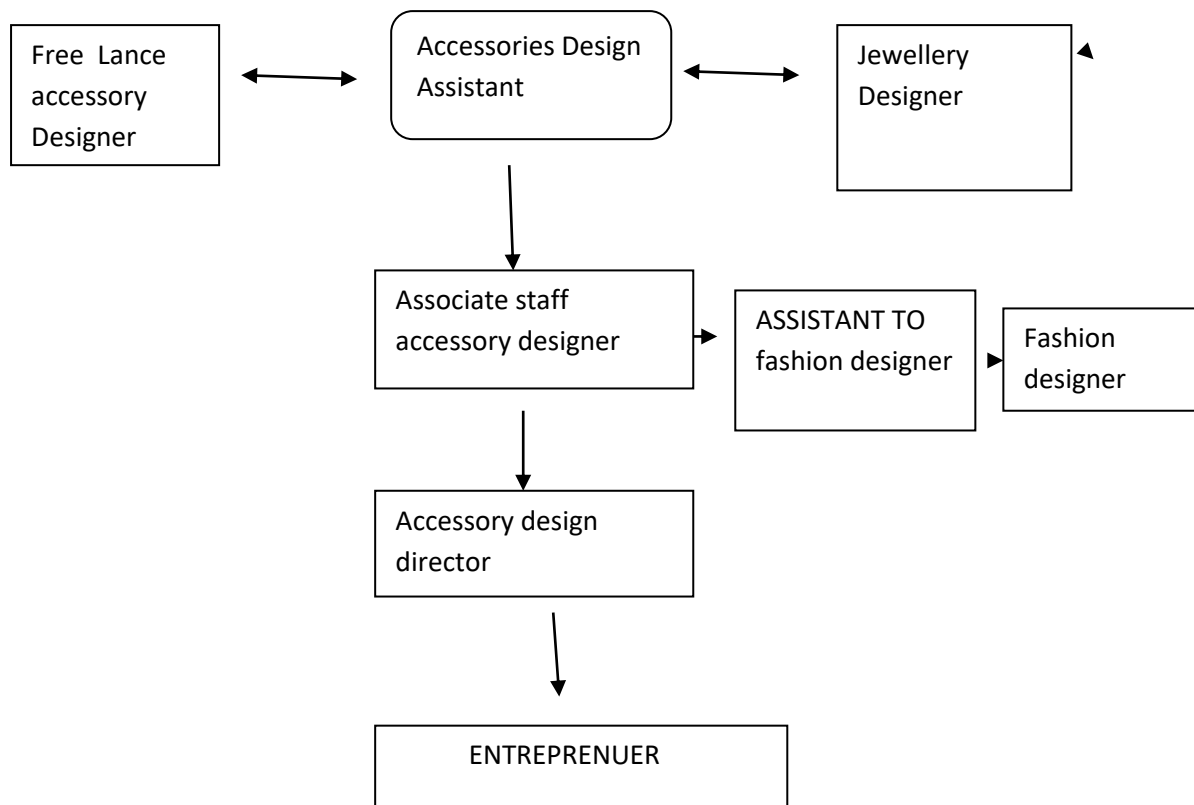 Free Lance
accessory
Designer
Accessories Design
Assistant
Jewellery
Designer
Associate staff
accessory designer
ASSISTANT TO
fashion designer
Fashion
designer
Accessory design
director
ENTREPRENUER